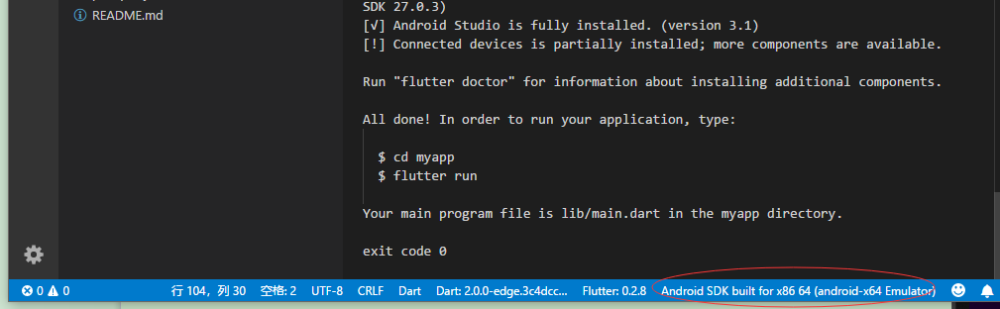 README.md
SDK 27.0.3)
[√] Android Studio is fully installed. (version 3.1)
[!] Connected devices is partially installed; more components are available.
Run "flutter doctor" for information about installing additional components.
All done! In order to run your application, type:
$ cd myapp
$ flutter run
Your main program file is lib/main.dart in the myapp directory.
exit code 0
0 0 行 104，列 30 空格: 2 UTF-8 CRLF Dart Dart: 2.0.0-edge.3c4dcc... Flutter: 0.2.8 Android SDK built for x86 64 (android-x64 Emulator)